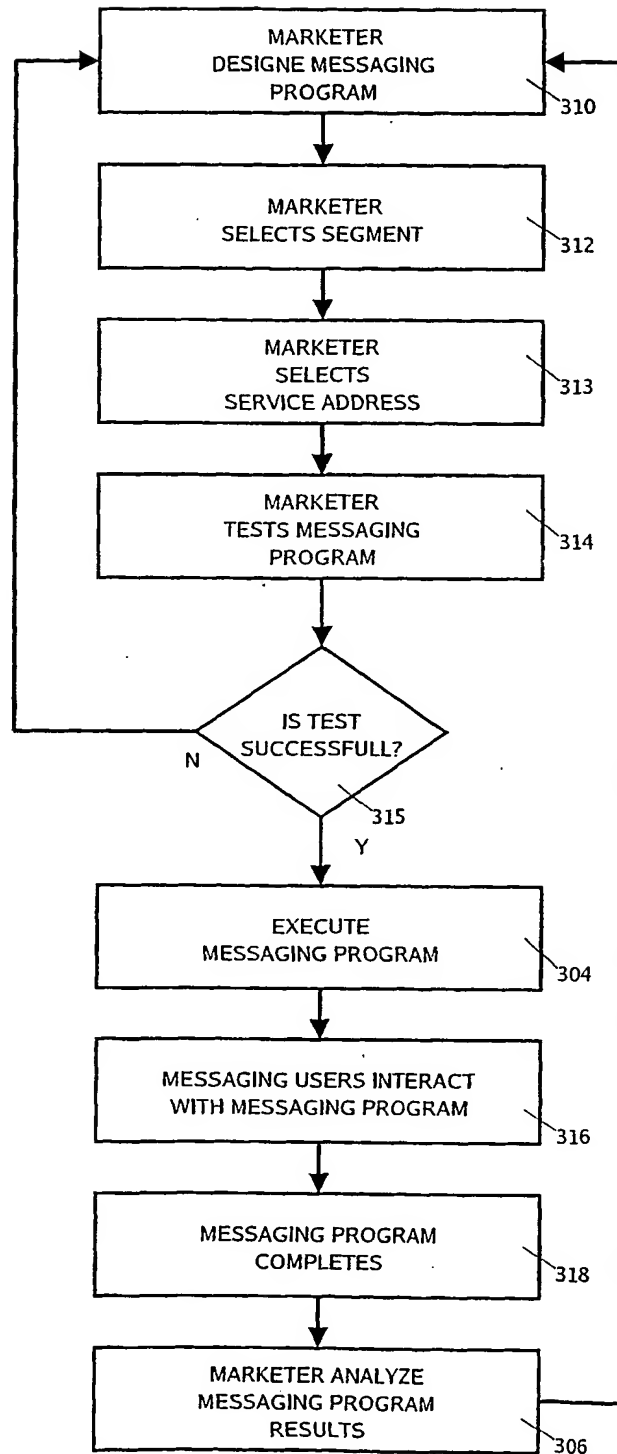 MARKETER
DESIGNE MESSAGING
PROGRAM
310
MARKETER
SELECTS SEGMENT
312
MARKETER
SELECTS
SERVICE ADDRESS
313
MARKETER
TESTS MESSAGING
PROGRAM
314
IS TEST
SUCCESSFULL?
315
N
Y
EXECUTE
MESSAGING PROGRAM
304
MESSAGING USERS INTERACT
WITH MESSAGING PROGRAM
316
MESSAGING PROGRAM
COMPLETES
318
MARKETER ANALYZE
MESSAGING PROGRAM
RESULTS
306